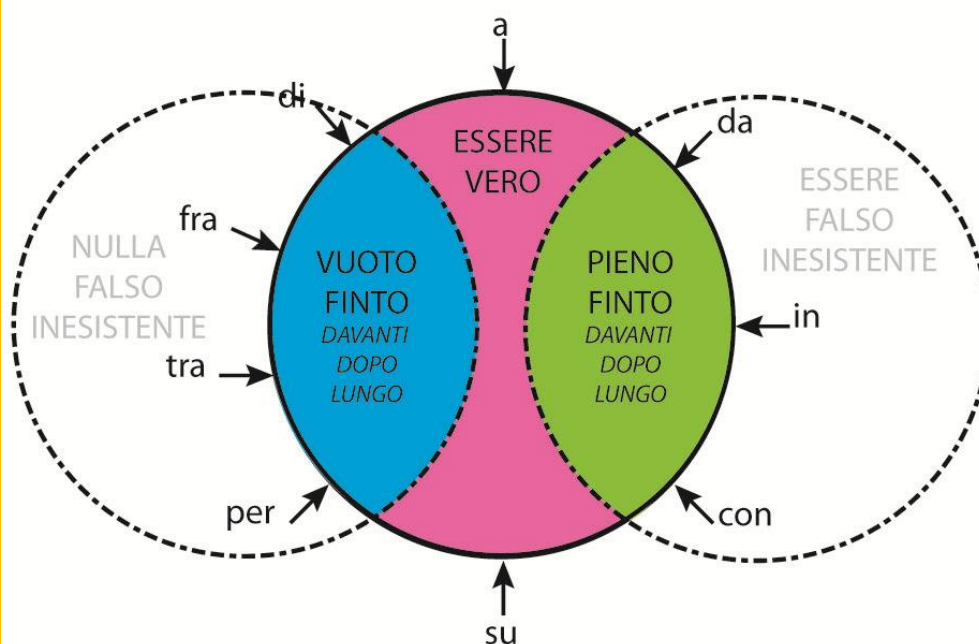 a
di
da
ESSERE
VERO
fra
NULLA
FALSO
INESISTENTE
VUOTO
FINTO
DAVANTI
DOPO
LUNGO
PIENO
FINTO
DAVANTI
DOPO
LUNGO
ESSERE
FALSO
INESISTENTE
in
tra
per
con
su